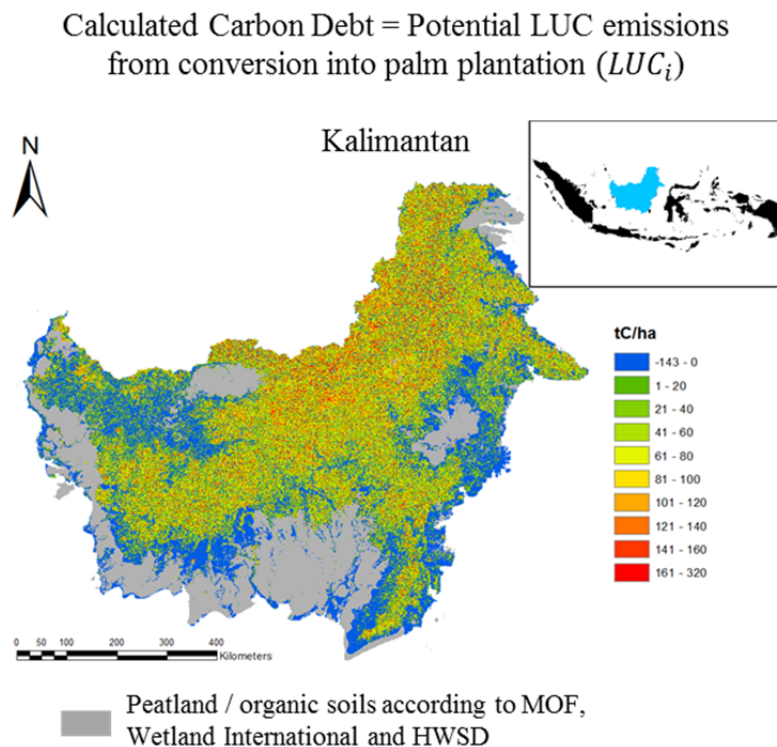 Calculated Carbon Debt = Potential LUC emissions
from conversion into palm plantation (LUCᵢ)
N
Kalimantan
tC/ha
-143 - 0
1 - 20
21 - 40
41 - 60
61 - 80
81 - 100
101 - 120
121 - 140
141 - 160
161 - 320
0 50 100 200 300 400
Kilometers
Peatland / organic soils according to MOF,
Wetland International and HWSD